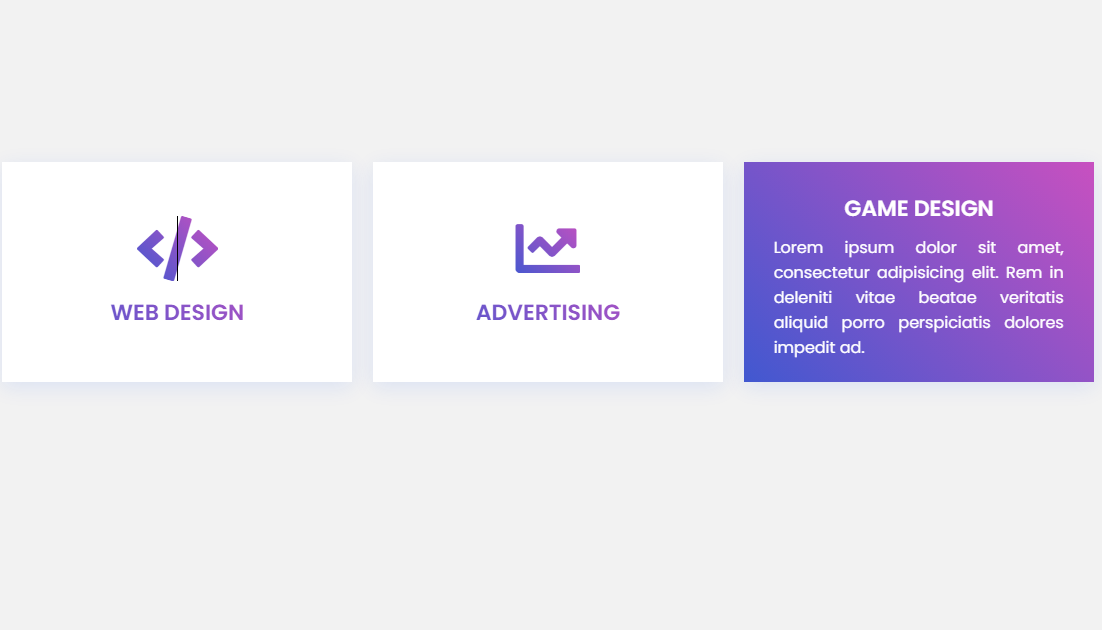 WEB DESIGN
ADVERTISING
GAME DESIGN
Lorem ipsum dolor sit amet,
consectetur adipisicing elit. Rem in
deleniti vitae beatae veritatis
aliquid porro perspiciatis dolores
impedit ad.